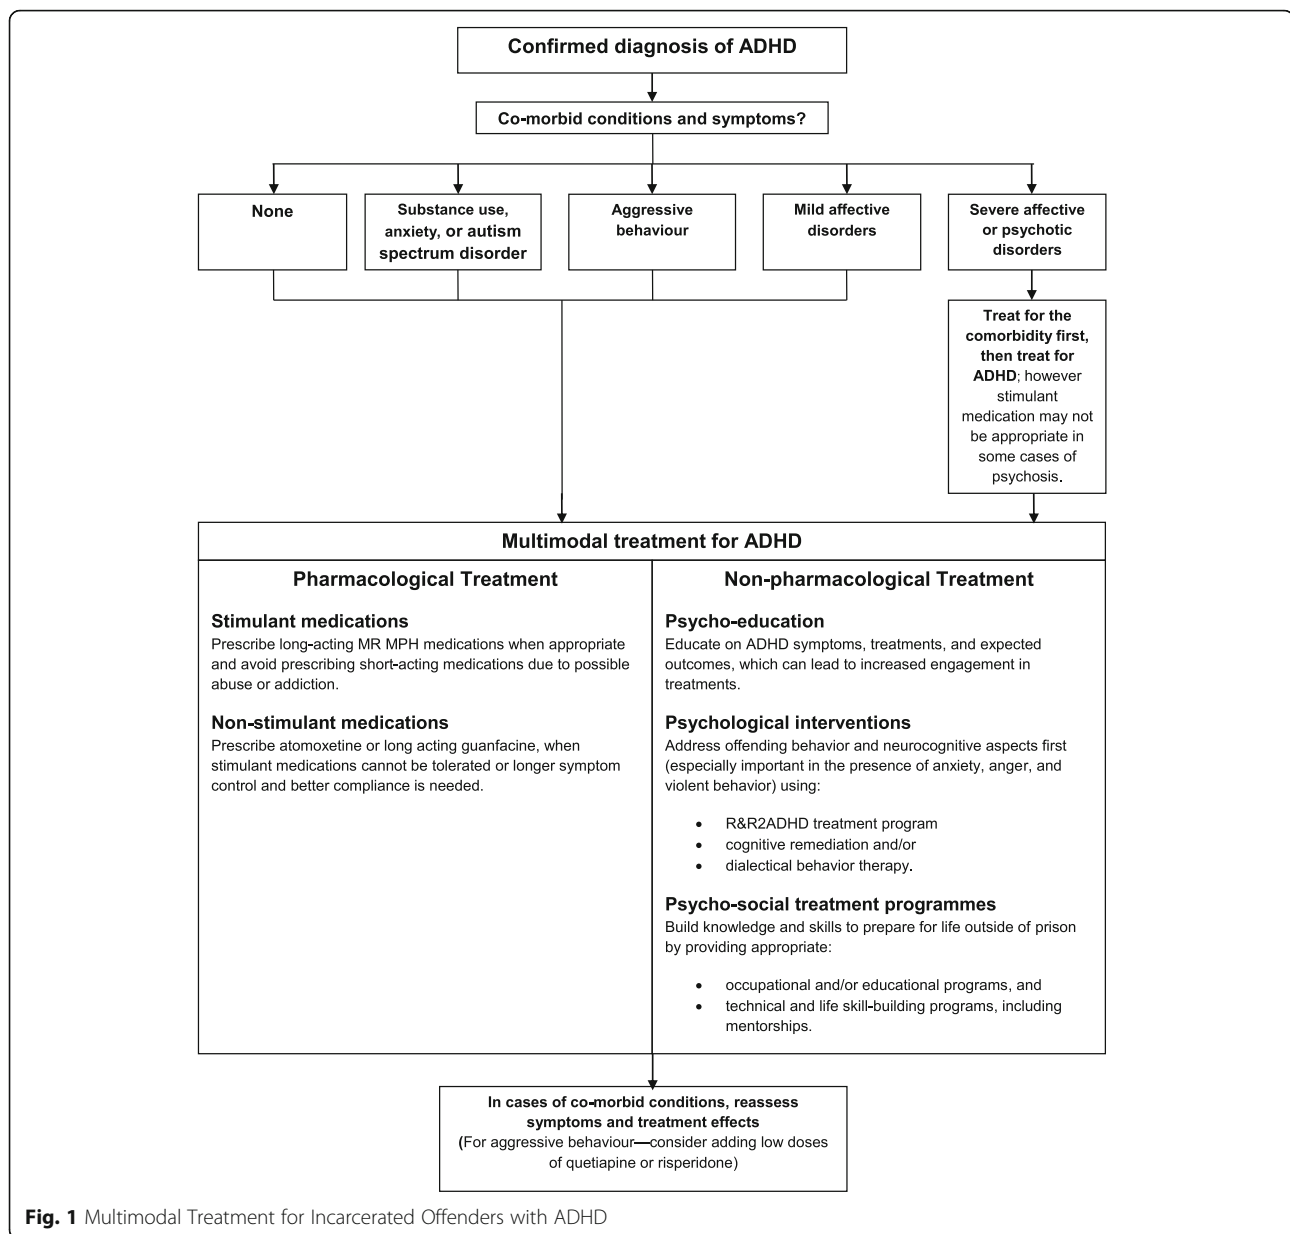 Confirmed diagnosis of ADHD
Co-morbid conditions and symptoms?
None
Substance use,
anxiety, or autism
spectrum disorder
Aggressive
behaviour
Mild affective
disorders
Severe affective
or psychotic
disorders
Treat for the
comorbidity first,
then treat for
ADHD; however
stimulant
medication may not
be appropriate in
some cases of
psychosis.
Multimodal treatment for ADHD
Pharmacological Treatment
Stimulant medications
Prescribe long-acting MR MPH medications when appropriate
and avoid prescribing short-acting medications due to possible
abuse or addiction.
Non-stimulant medications
Prescribe atomoxetine or long acting guanfacine, when
stimulant medications cannot be tolerated or longer symptom
control and better compliance is needed.
Non-pharmacological Treatment
Psycho-education
Educate on ADHD symptoms, treatments, and expected
outcomes, which can lead to increased engagement in
treatments.
Psychological interventions
Address offending behavior and neurocognitive aspects first
(especially important in the presence of anxiety, anger, and
violent behavior) using:
• R&R2ADHD treatment program
• cognitive remediation and/or
• dialectical behavior therapy.
Psycho-social treatment programmes
Build knowledge and skills to prepare for life outside of prison
by providing appropriate:
• occupational and/or educational programs, and
• technical and life skill-building programs, including
mentorships.
In cases of co-morbid conditions, reassess
symptoms and treatment effects
(For aggressive behaviour—consider adding low doses
of quetiapine or risperidone)
Fig. 1 Multimodal Treatment for Incarcerated Offenders with ADHD